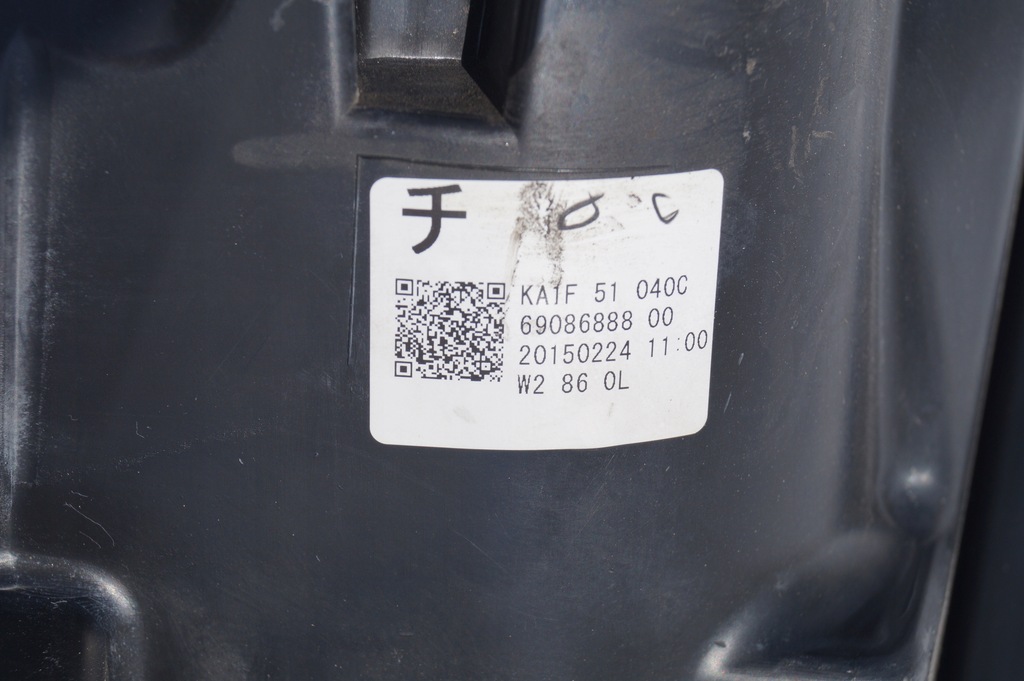 チ
KA1F 51 040C
69086888 00
20150224 11:00
W2 86 0L